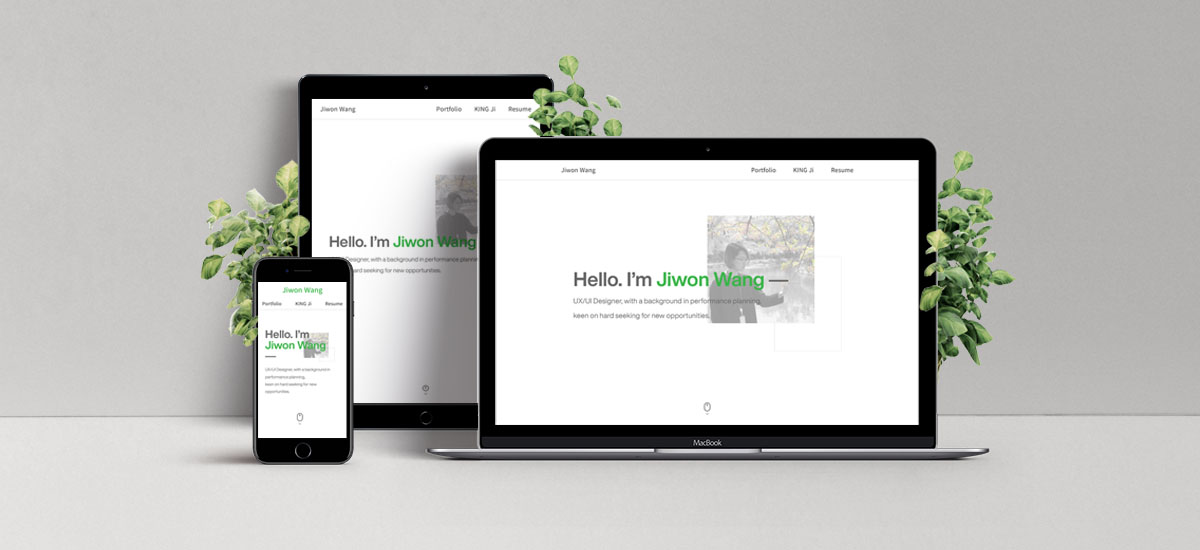 Jiwon Wang
Portfolio KING Ji Resume
Hello. I'm Jiwon Wang
Designer, with a background in performance planning
hard seeking for new opportunities.
Jiwon Wang
Portfolio KING Ji Resume
Hello. I'm Jiwon Wang —
UX/UI Designer, with a background in performance planning,
keen on hard seeking for new opportunities.
MacBook
Jiwon Wang
Portfolio KING Ji Resume
Hello. I'm
Jiwon Wang
—
UX/UI Designer, with a background in
performance planning,
keen on hard seeking for new
opportunities.